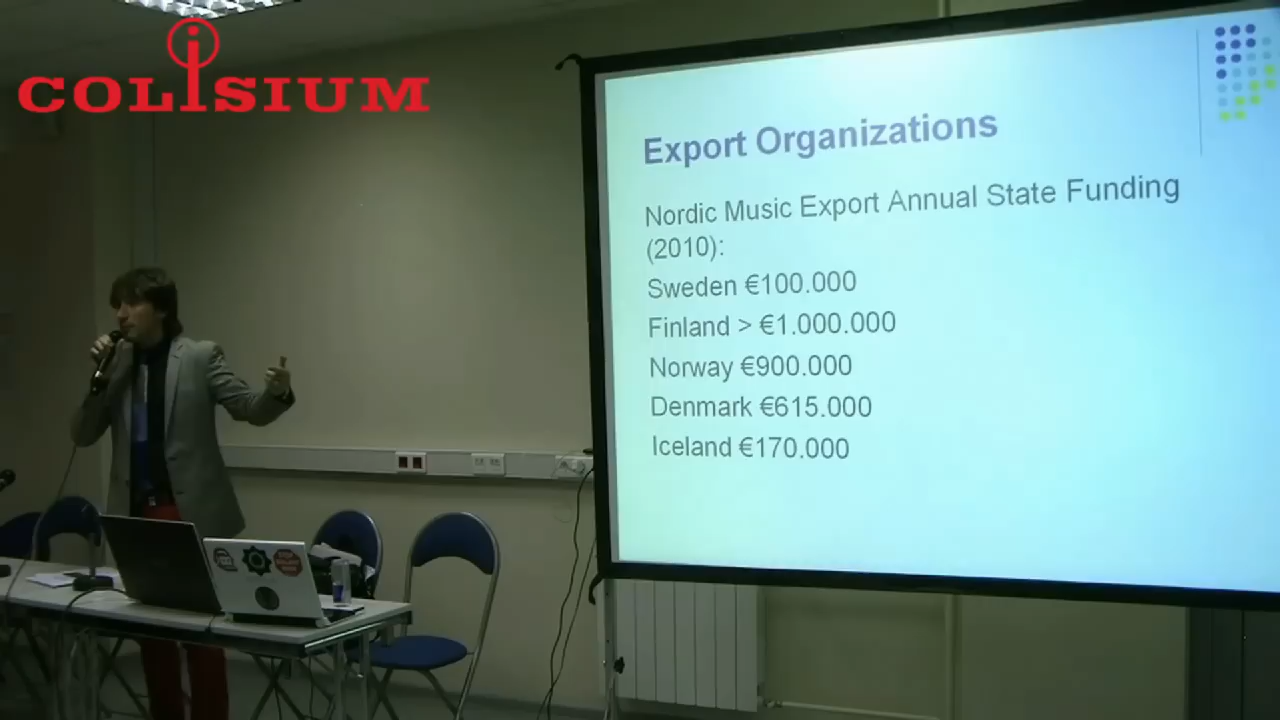 COLISIUM
Export Organizations
Nordic Music Export Annual State Funding
(2010):
Sweden €100.000
Finland > €1.000.000
Norway €900.000
Denmark €615.000
Iceland €170.000